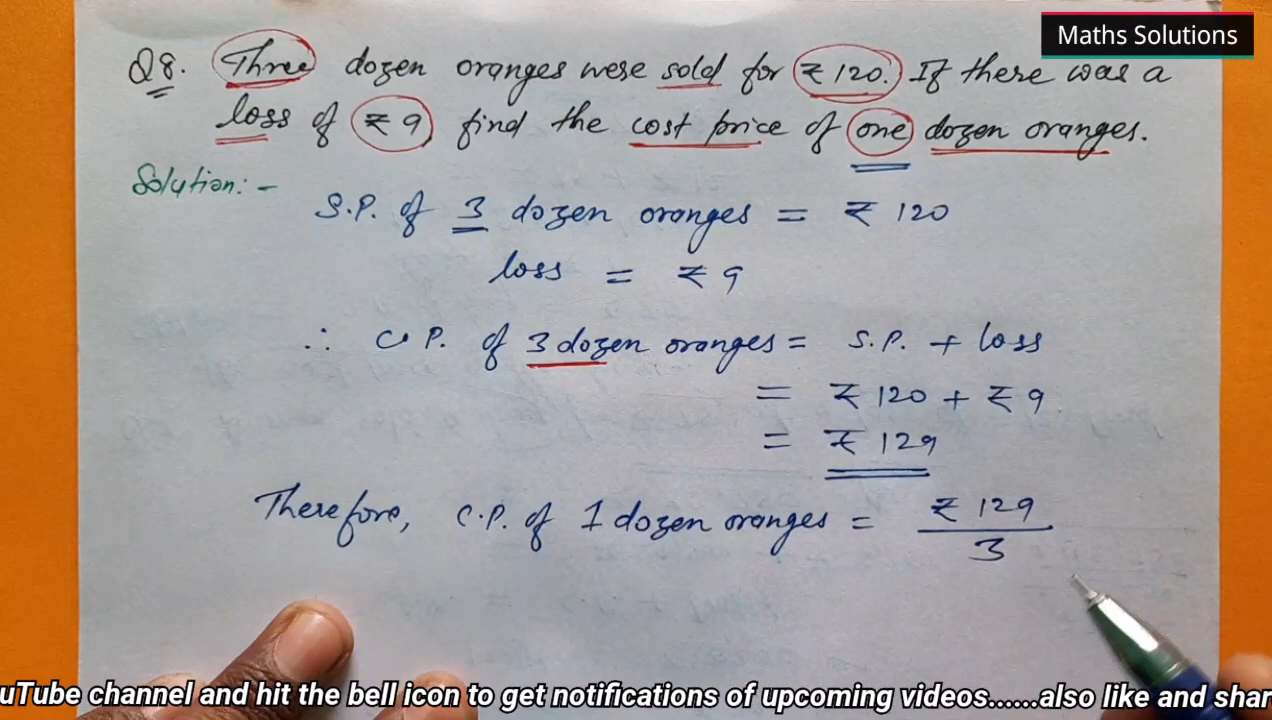 Maths Solutions
Q8. Three dozen oranges were sold for ₹ 120. If there was a
loss of ₹ 9 find the cost price of one dozen oranges.
Solution:-
S.P. of 3 dozen oranges = ₹ 120
loss = ₹ 9
∴ C.P. of 3 dozen oranges = S.P. + loss
= ₹ 120 + ₹ 9
= ₹ 129
Therefore, C.P. of 1 dozen oranges = ₹ 129
3
uTube channel and hit the bell icon to get notifications of upcoming videos......also like and shar